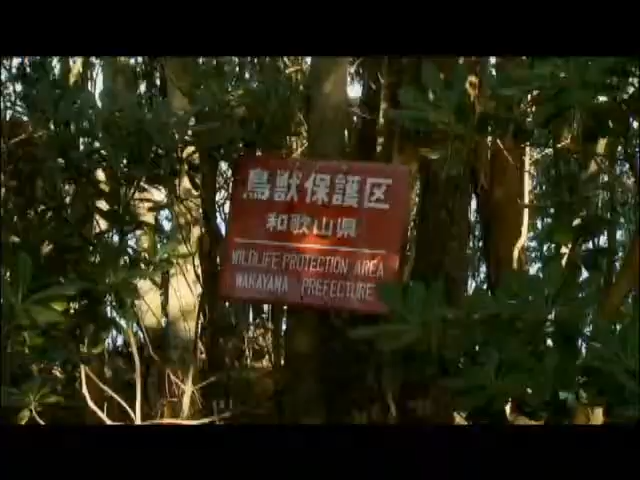 鳥獣保護区
和歌山県
WILDLIFE PROTECTION AREA
WAKAYAMA PREFECTURE